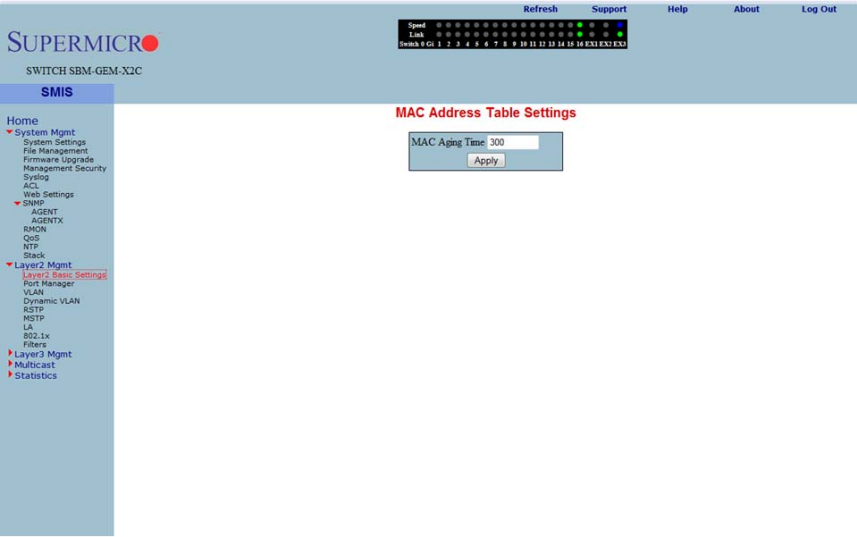 Refresh Support Help About Log Out
SUPERMICRO
Speed
Link
Switch 0 Gi 1 2 3 4 5 6 7 8 9 10 11 12 13 14 15 16 EX1 EX2 EX3
SWITCH SBM-GEM-X2C
SMIS
MAC Address Table Settings
MAC Aging Time 300
Apply
Home
System Mgmt
System Settings
File Management
Firmware Upgrade
Management Security
Syslog
ACL
Web Settings
SNMP
AGENT
AGENTX
RMON
QoS
NTP
Stack
Layer2 Mgmt
Layer2 Basic Settings
Port Manager
VLAN
Dynamic VLAN
RSTP
MSTP
LA
802.1x
Filters
Layer3 Mgmt
Multicast
Statistics